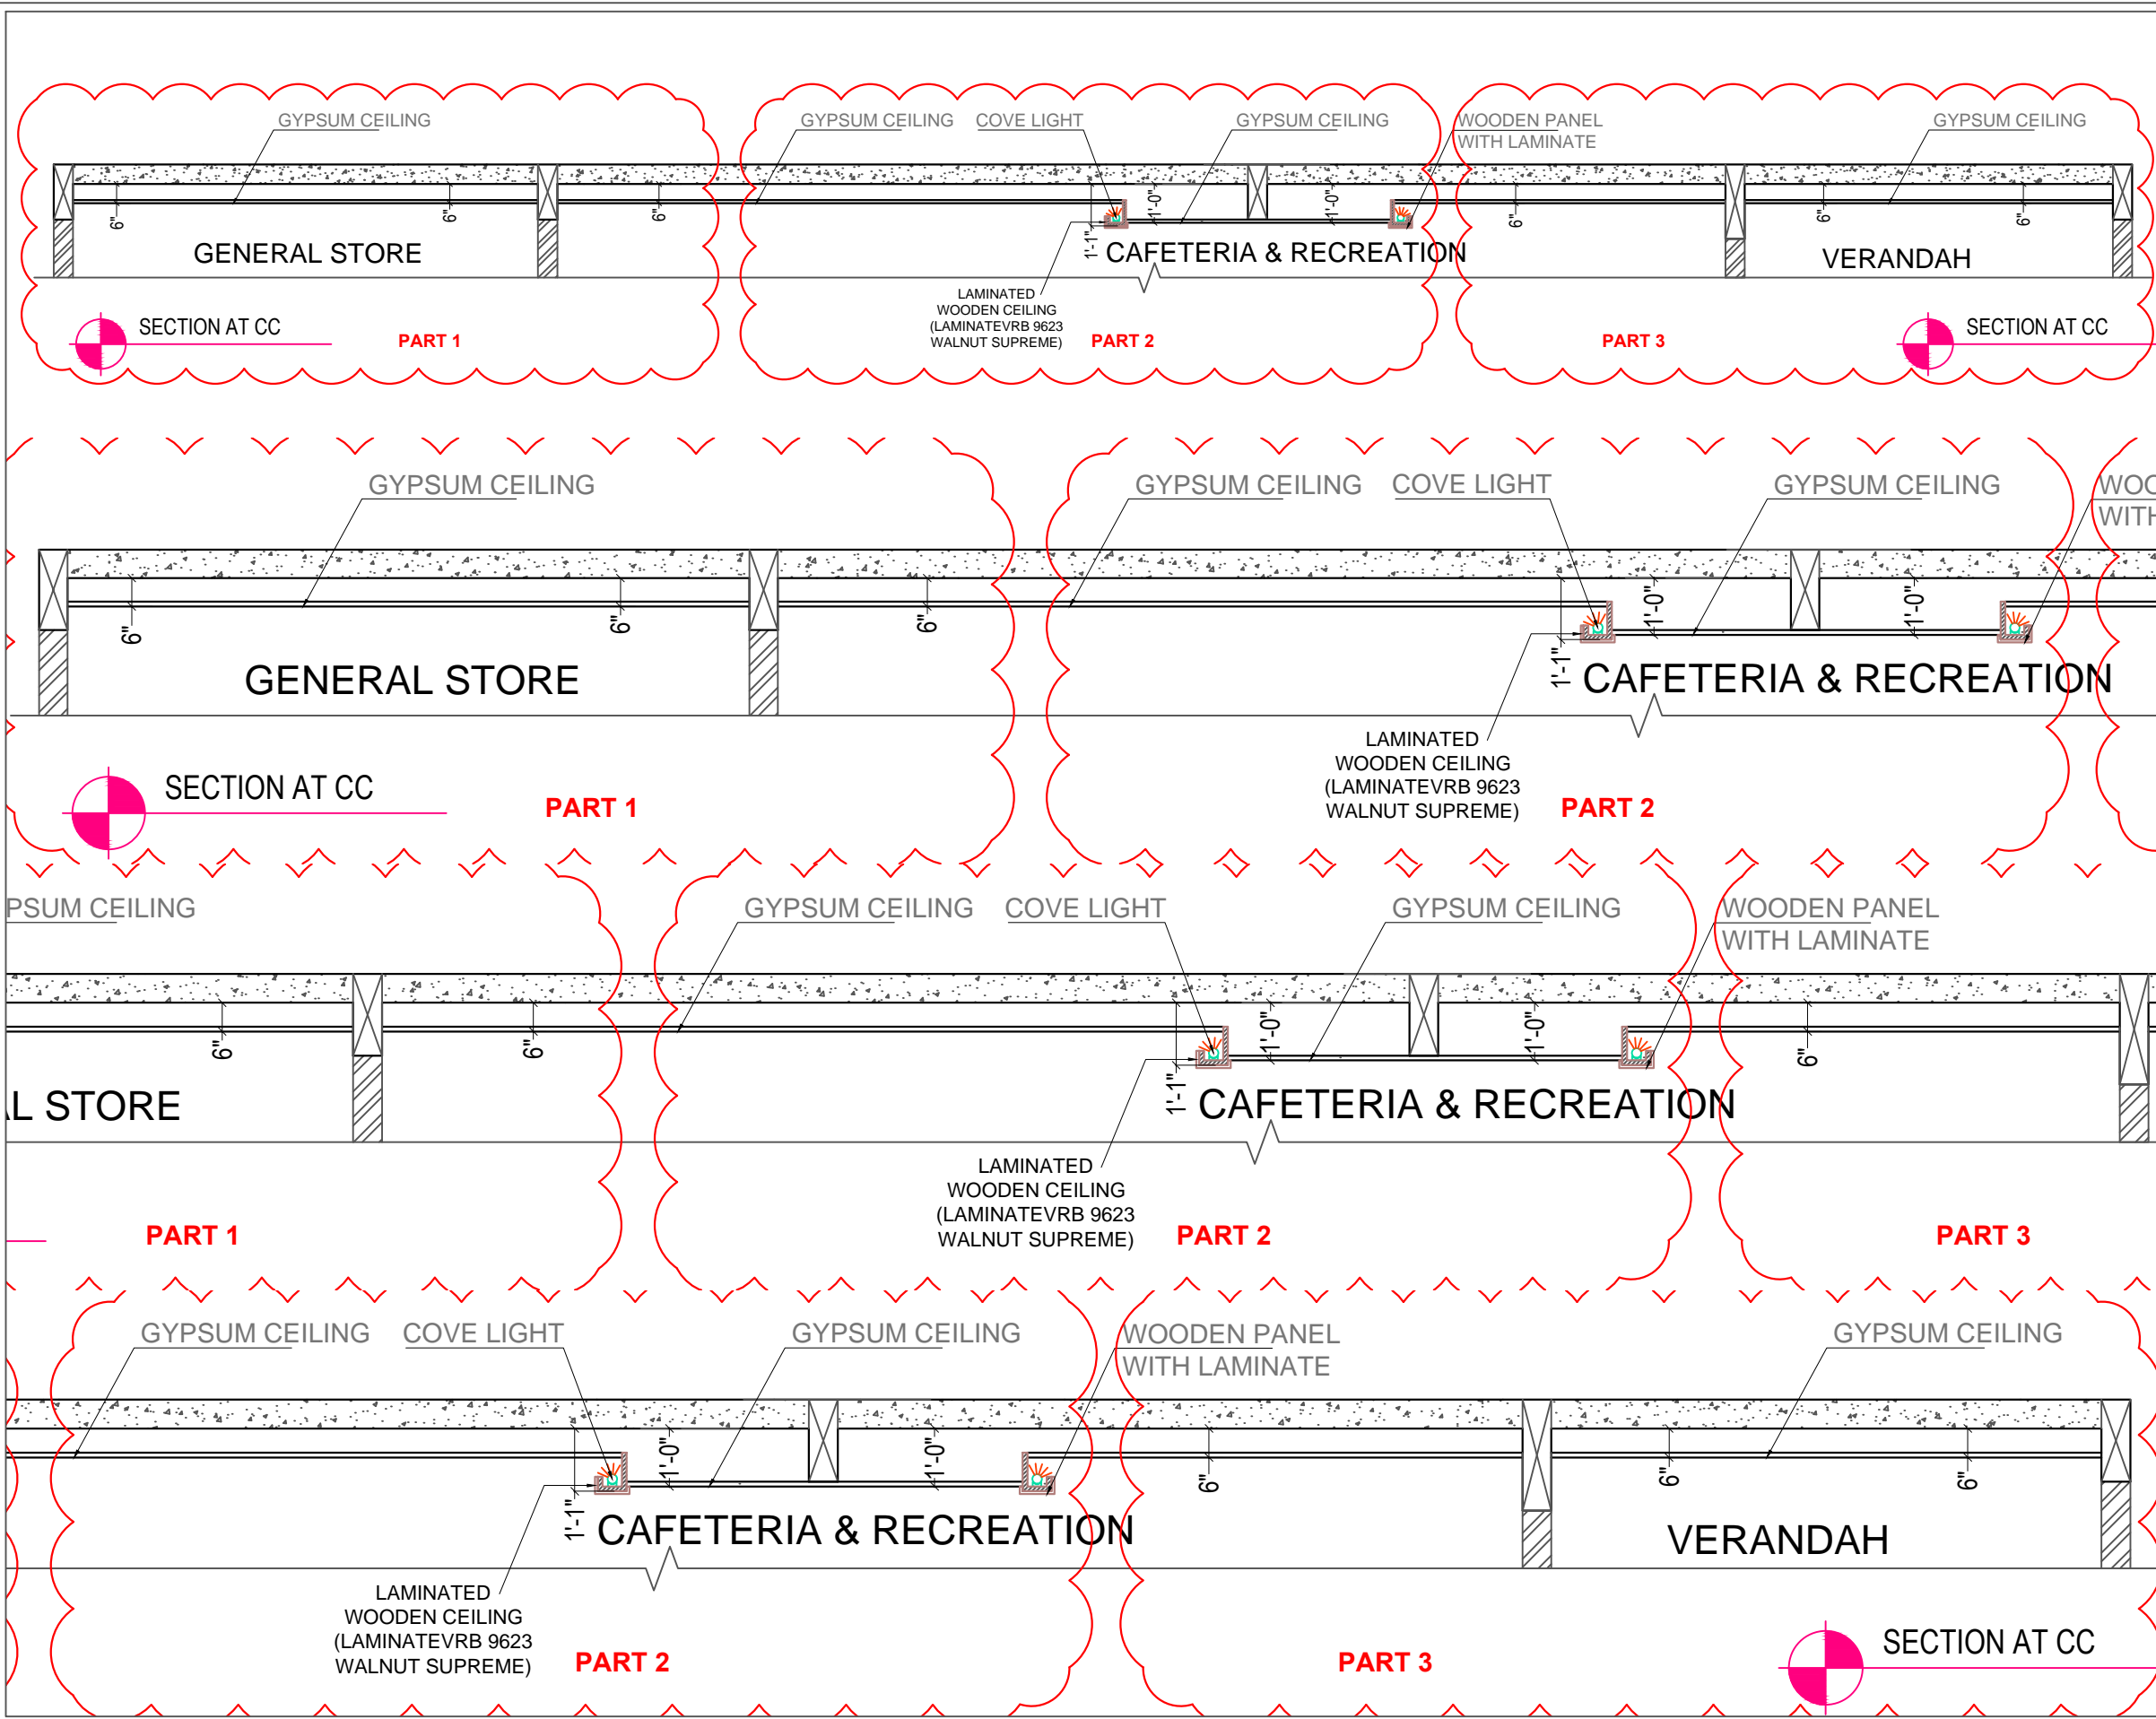 GYPSUM CEILING
GYPSUM CEILING
COVE LIGHT
GYPSUM CEILING
WOODEN PANEL
WITH LAMINATE
GYPSUM CEILING
6"
6"
6"
1'-1"
1'-0"
1'-0"
6"
6"
6"
GENERAL STORE
CAFETERIA & RECREATION
VERANDAH
LAMINATED
WOODEN CEILING
(LAMINATEVRB 9623
WALNUT SUPREME)
SECTION AT CC
PART 1
PART 2
PART 3
SECTION AT CC
GYPSUM CEILING
GYPSUM CEILING
COVE LIGHT
GYPSUM CEILING
WOO
WITH
6"
6"
6"
1'-1"
1'-0"
1'-0"
GENERAL STORE
CAFETERIA & RECREATION
LAMINATED
WOODEN CEILING
(LAMINATEVRB 9623
WALNUT SUPREME)
SECTION AT CC
PART 1
PART 2
PSUM CEILING
GYPSUM CEILING
COVE LIGHT
GYPSUM CEILING
WOODEN PANEL
WITH LAMINATE
6"
6"
1'-1"
1'-0"
1'-0"
6"
L STORE
CAFETERIA & RECREATION
LAMINATED
WOODEN CEILING
(LAMINATEVRB 9623
WALNUT SUPREME)
PART 1
PART 2
PART 3
GYPSUM CEILING
COVE LIGHT
GYPSUM CEILING
WOODEN PANEL
WITH LAMINATE
GYPSUM CEILING
1'-1"
1'-0"
1'-0"
6"
6"
6"
CAFETERIA & RECREATION
VERANDAH
LAMINATED
WOODEN CEILING
(LAMINATEVRB 9623
WALNUT SUPREME)
PART 2
PART 3
SECTION AT CC